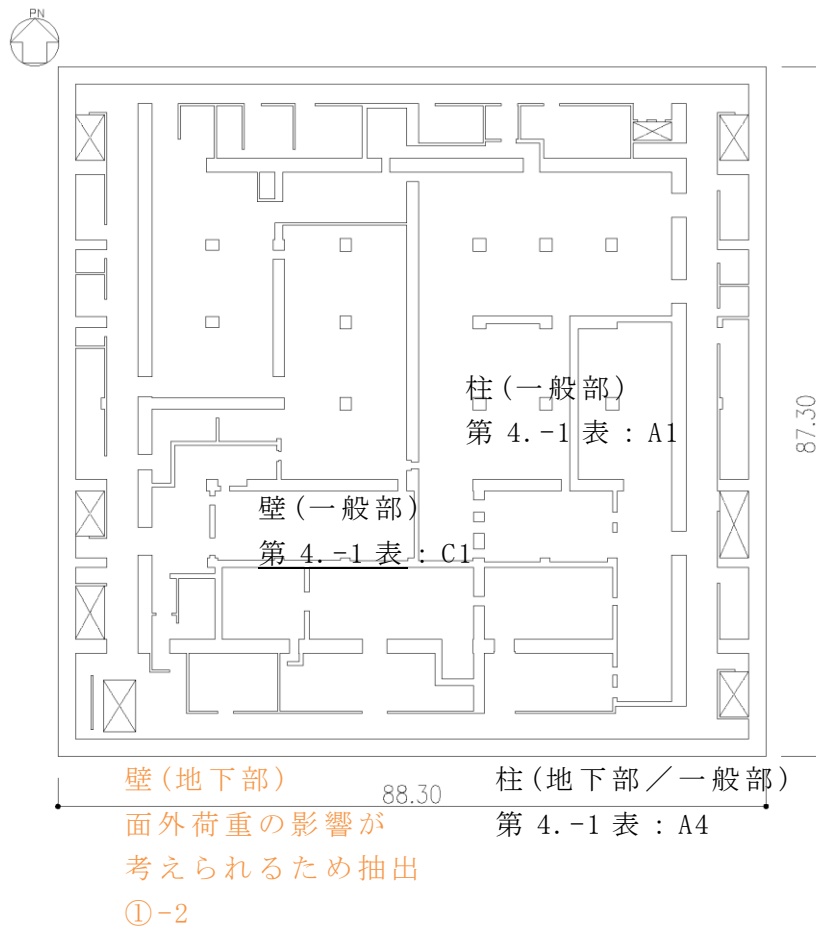 PN
柱(一般部)
第 4.-1 表 : A1
87.30
壁(一般部)
第 4.-1 表 : C1
88.30
壁(地下部)
面外荷重の影響が
考えられるため抽出
①-2
柱(地下部／一般部)
第 4.-1 表 : A4